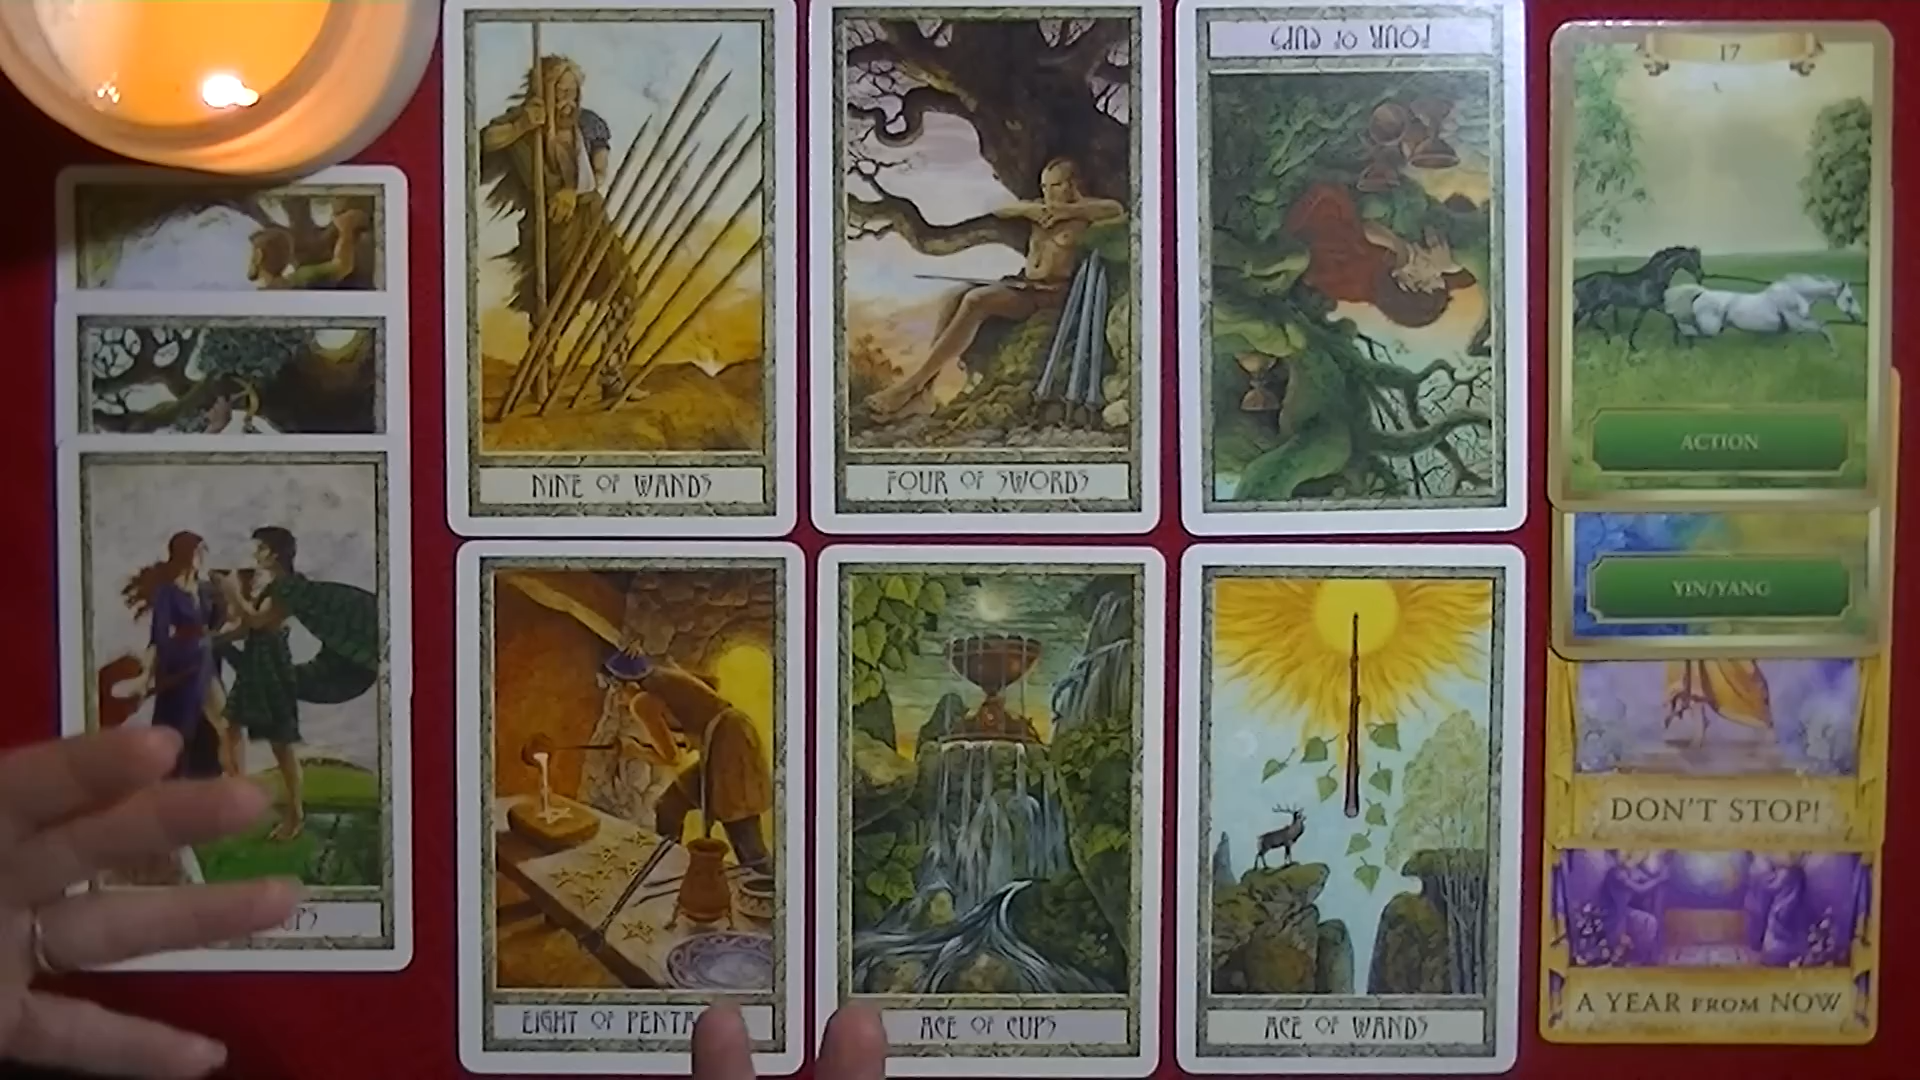 NINE OF WANDS
FOUR OF SWORDS
FOUR OF CUPS
17
ACTION
YIN/YANG
DON'T STOP!
A YEAR FROM NOW
EIGHT OF
ACE OF CUPS
ACE OF WANDS